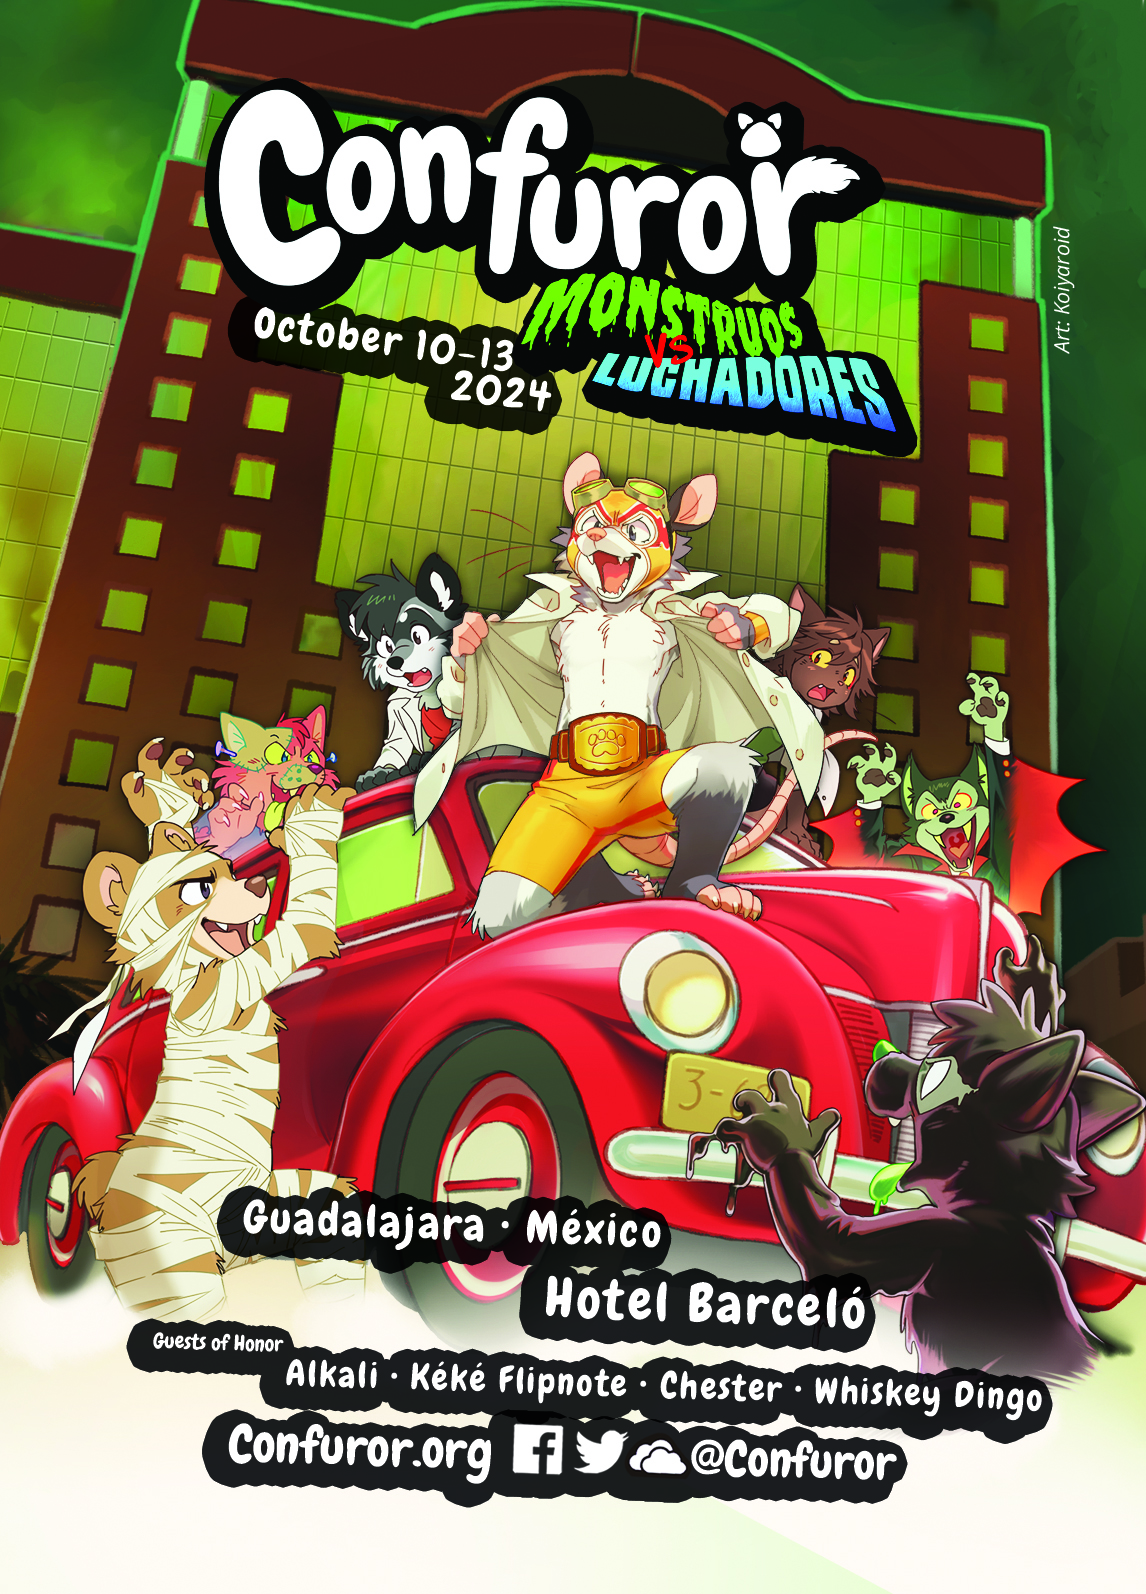 Confuror
MONSTRUOS
VS
LUCHADORES
October 10-13
2024
Art: Koiyaroid
Guadalajara · México
Hotel Barceló
Guests of Honor
Alkali · Kéké Flipnote · Chester · Whiskey Dingo
Confuror.org @Confuror